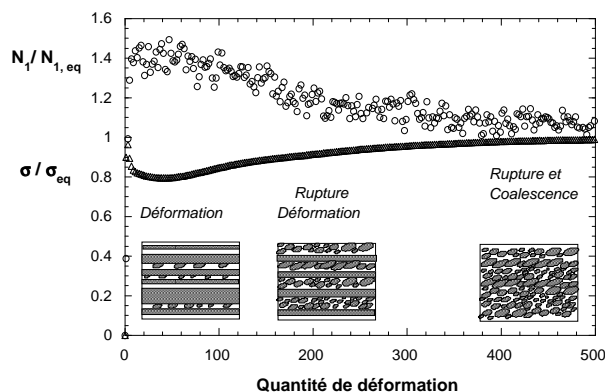 N1/ N1, eq
σ / σeq
1.6
1.4
1.2
1
0.8
0.6
0.4
0.2
0
Déformation
Rupture
Déformation
Rupture et
Coalescence
0
100
200
300
400
500
Quantité de déformation